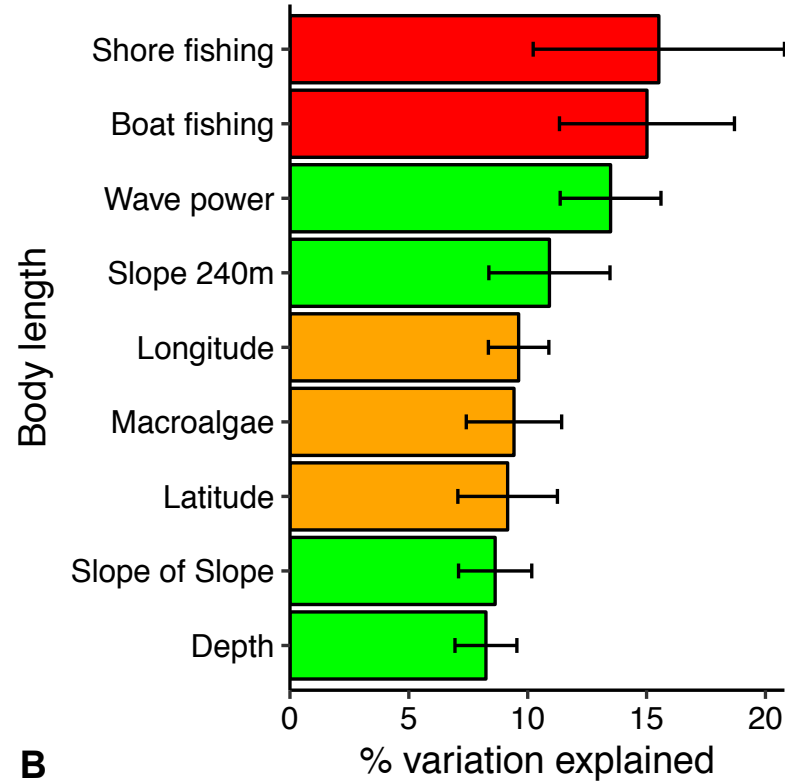 Shore fishing
Boat fishing
Wave power
Slope 240m
Longitude
Macroalgae
Latitude
Slope of Slope
Depth
Body length
0 5 10 15 20
% variation explained
B